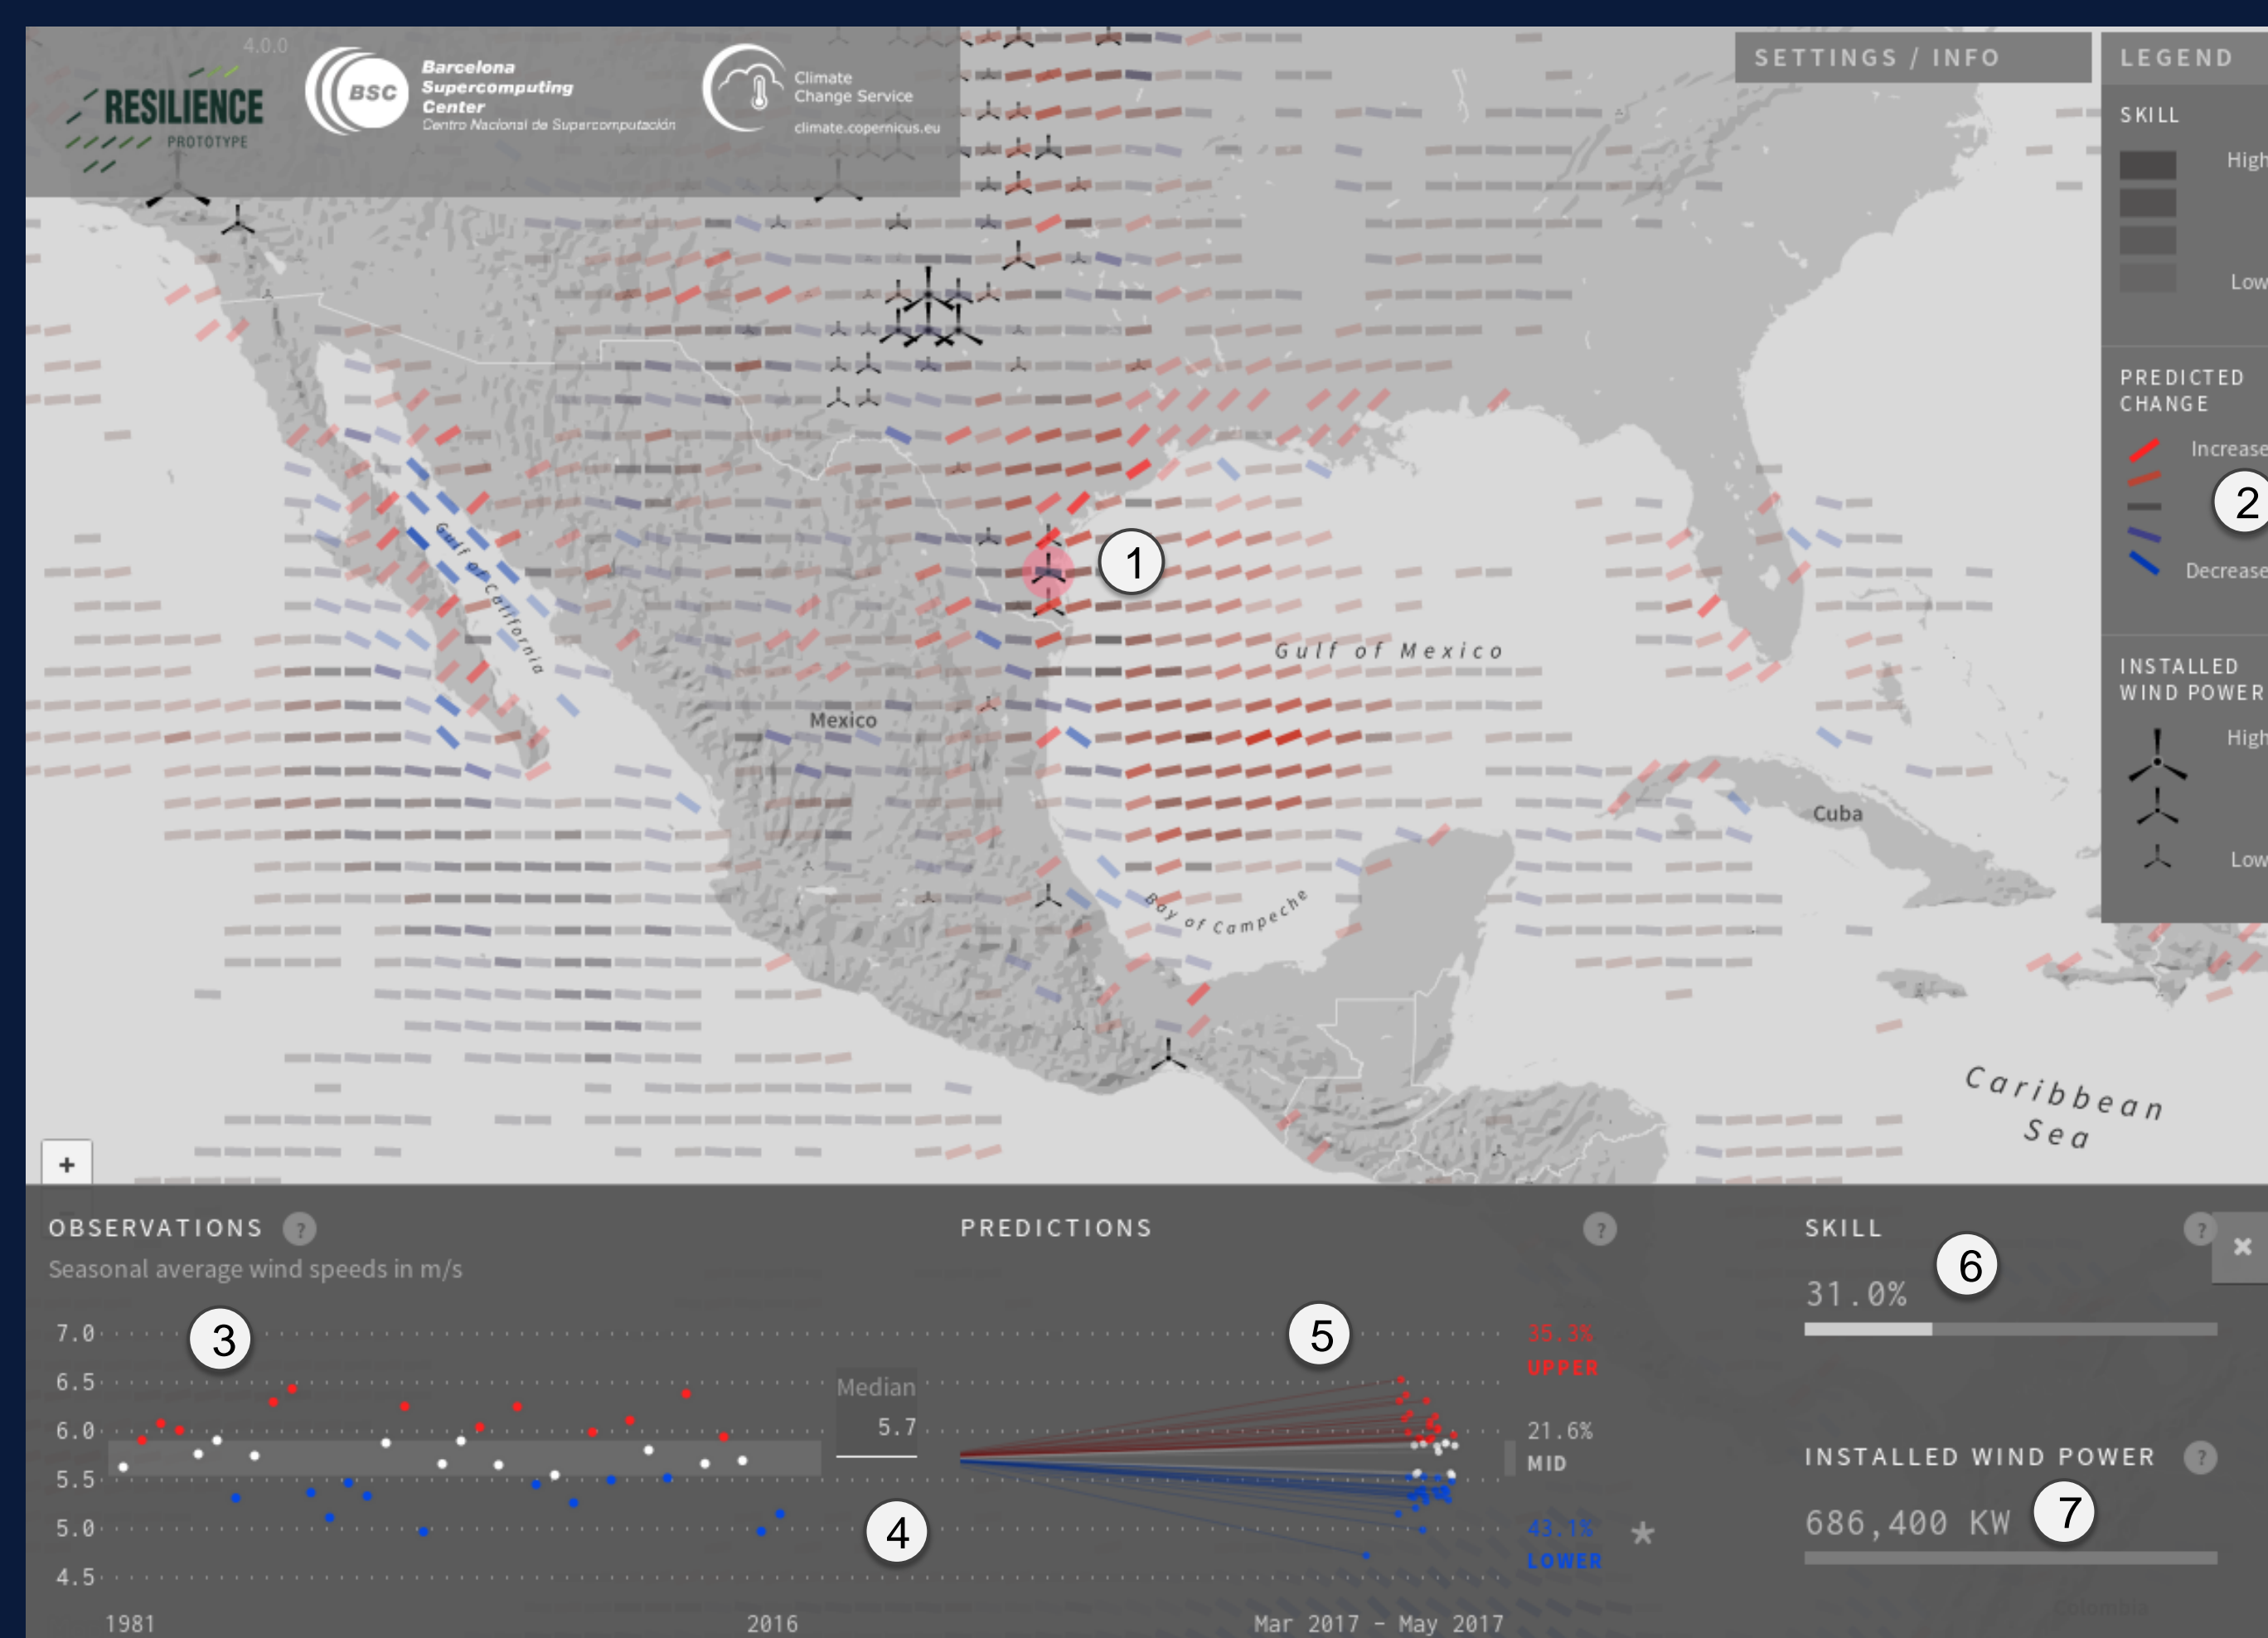 4.0.0
RESILIENCE
PROTOTYPE
BSC
Barcelona
Supercomputing
Center
Centro Nacional de Supercomputación
Climate
Change Service
climate.copernicus.eu
SETTINGS / INFO
LEGEND
SKILL
High
Low
PREDICTED
CHANGE
Increase
2
Decrease
INSTALLED
WIND POWER
High
Low
1
Gulf of California
Gulf of Mexico
Mexico
Cuba
Bay of Campeche
Caribbean
Sea
+
OBSERVATIONS ?
Seasonal average wind speeds in m/s
3
7.0
6.5
6.0
5.5
5.0
4.5
1981
2016
Median
5.7
4
PREDICTIONS ?
5
35.3%
UPPER
21.6%
MID
43.1% *
LOWER
Mar 2017 - May 2017
SKILL ?
6
31.0%
×
INSTALLED WIND POWER ?
686,400 KW
7
Colombia